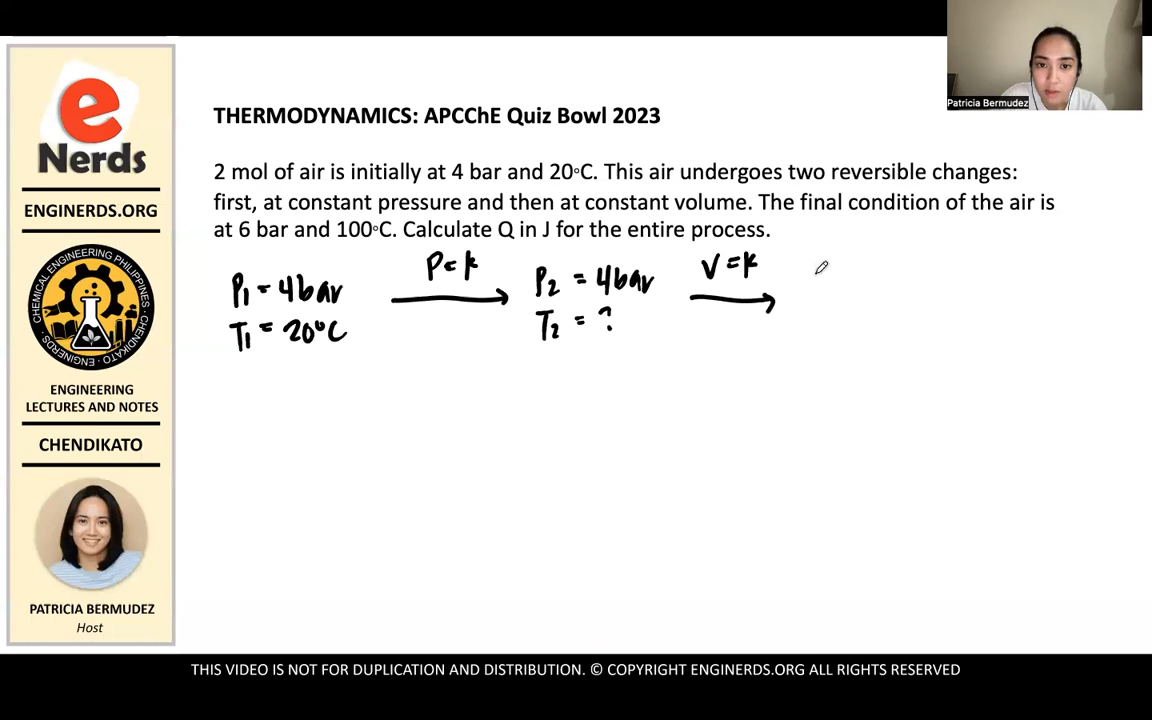 Patricia Bermudez
e
Nerds
ENGINERDS.ORG
CHEMICAL ENGINEERING PHILIPPINES
CHENDIKATO ENGINERDS
ENGINEERING
LECTURES AND NOTES
CHENDIKATO
PATRICIA BERMUDEZ
Host
THERMODYNAMICS: APCChE Quiz Bowl 2023
2 mol of air is initially at 4 bar and 20◦C. This air undergoes two reversible changes:
first, at constant pressure and then at constant volume. The final condition of the air is
at 6 bar and 100◦C. Calculate Q in J for the entire process.
P1 = 4bar P=k P2 = 4bar V=k
T1 = 20°C T2 = ?
THIS VIDEO IS NOT FOR DUPLICATION AND DISTRIBUTION. © COPYRIGHT ENGINERDS.ORG ALL RIGHTS RESERVED